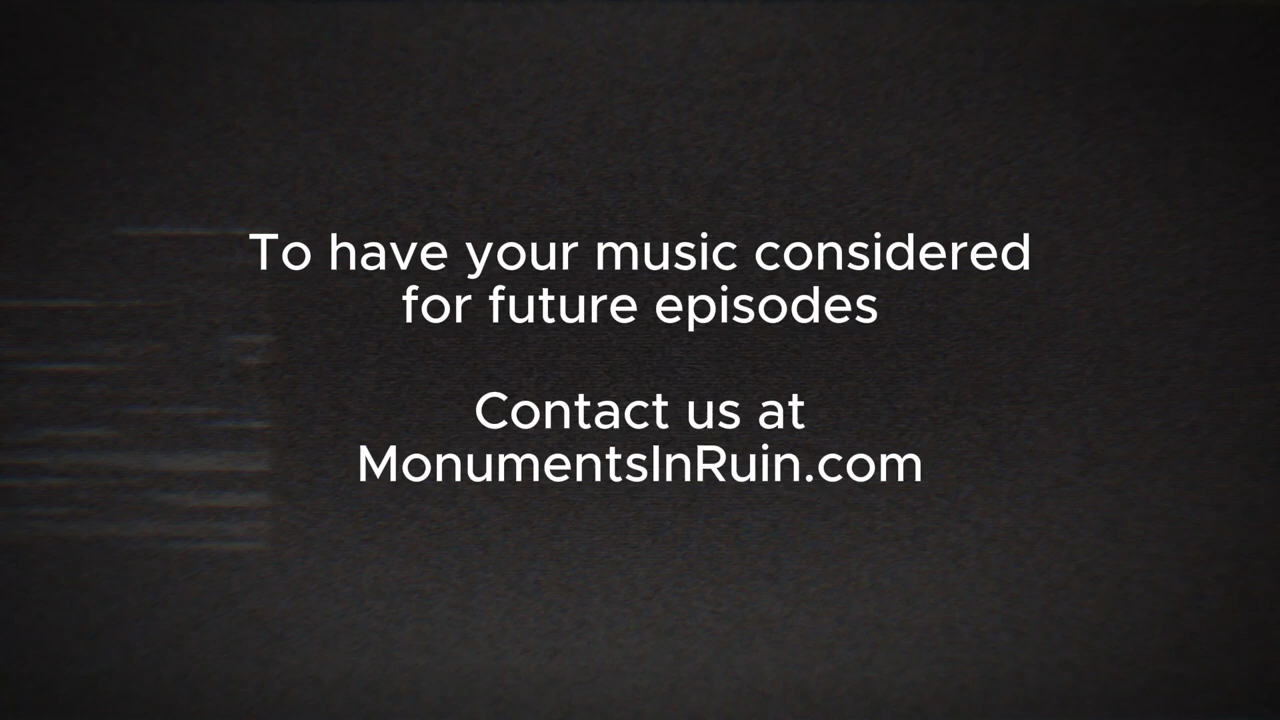 To have your music considered
for future episodes
Contact us at
MonumentsInRuin.com